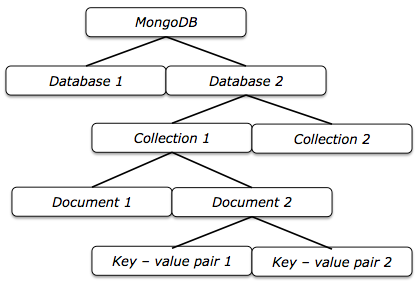 MongoDB
Database 1
Database 2
Collection 1
Collection 2
Document 1
Document 2
Key – value pair 1
Key – value pair 2